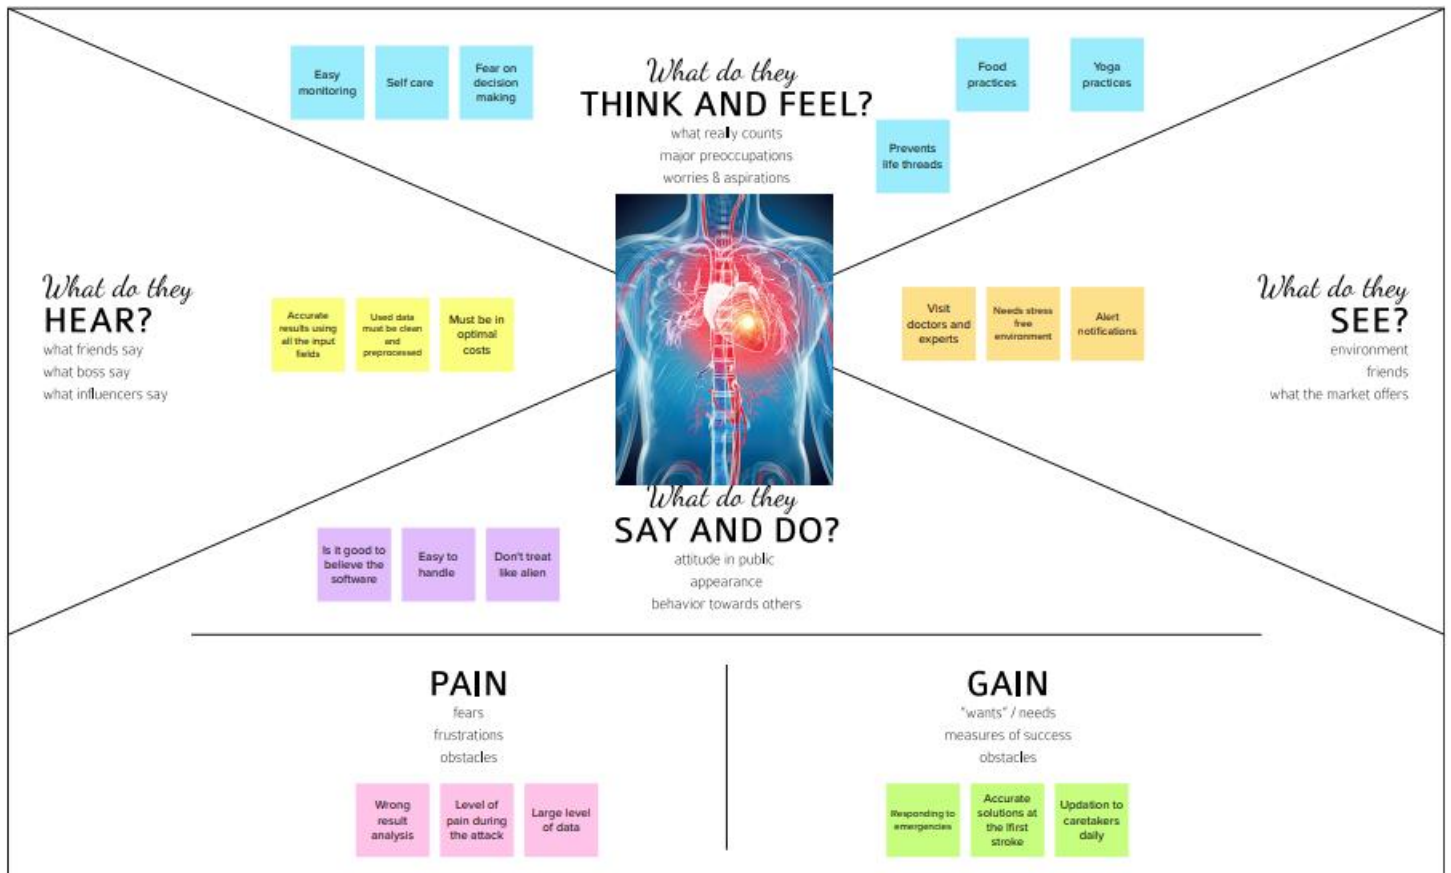 Easy
monitoring
Self care
Fear on
decision
making
What do they
THINK AND FEEL?
what really counts
major preoccupations
worries & aspirations
Food
practices
Yoga
practices
Prevents
life threads
What do they
HEAR?
what friends say
what boss say
what influencers say
Accurate
results using
all the input
fields
Used data
must be clean
and
preprocessed
Must be in
optimal
costs
Visit
doctors and
experts
Needs stress
free
environment
Alert
notifications
What do they
SEE?
environment
friends
what the market offers
What do they
SAY AND DO?
attitude in public
appearance
behavior towards others
Is it good to
believe the
software
Easy to
handle
Don't treat
like alien
PAIN
fears
frustrations
obstacles
Wrong
result
analysis
Level of
pain during
the attack
Large level
of data
GAIN
"wants" / needs
measures of success
obstacles
Responding to
emergencies
Accurate
solutions at
the lfirst
stroke
Updation to
caretakers
daily